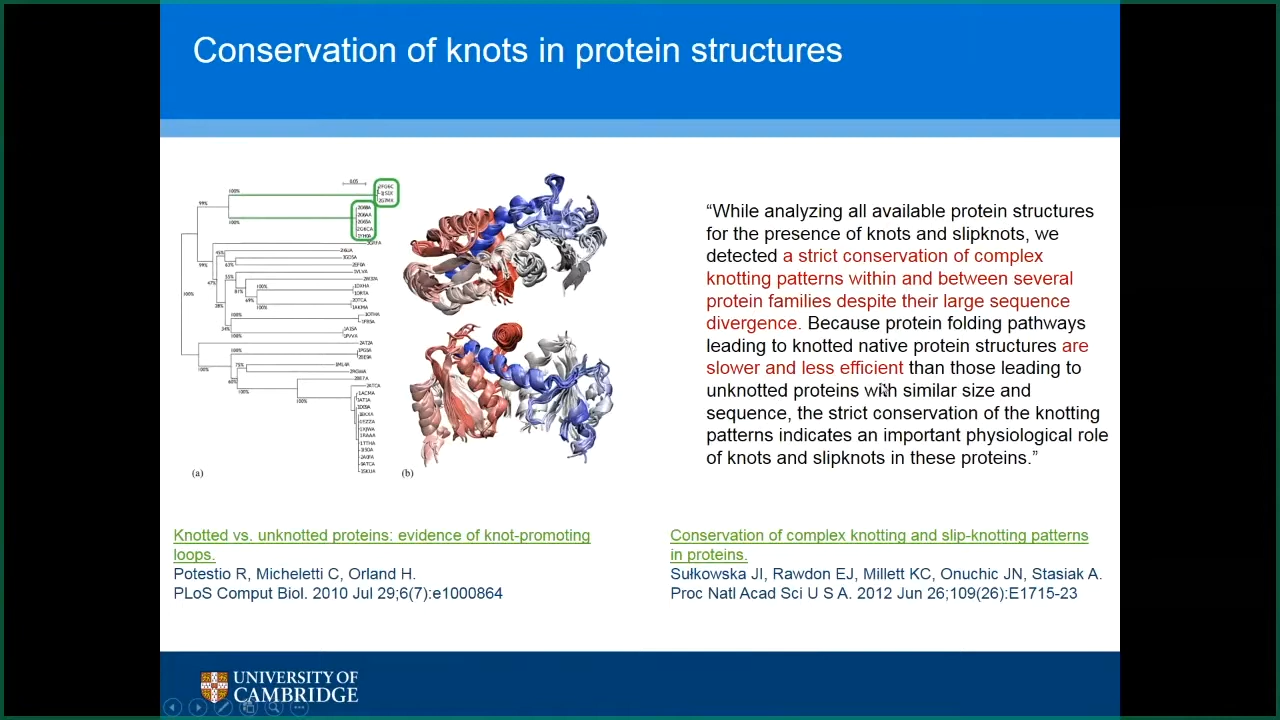 Conservation of knots in protein structures
0.05
100%
99%
100%
99%
100%
(a)
(b)
“While analyzing all available protein structures
for the presence of knots and slipknots, we
detected a strict conservation of complex
knotting patterns within and between several
protein families despite their large sequence
divergence. Because protein folding pathways
leading to knotted native protein structures are
slower and less efficient than those leading to
unknotted proteins with similar size and
sequence, the strict conservation of the knotting
patterns indicates an important physiological role
of knots and slipknots in these proteins.”
Knotted vs. unknotted proteins: evidence of knot-promoting
loops.
Potestio R, Micheletti C, Orland H.
PLoS Comput Biol. 2010 Jul 29;6(7):e1000864
Conservation of complex knotting and slip-knotting patterns
in proteins.
Sułkowska JI, Rawdon EJ, Millett KC, Onuchic JN, Stasiak A.
Proc Natl Acad Sci U S A. 2012 Jun 26;109(26):E1715-23
UNIVERSITY OF
CAMBRIDGE